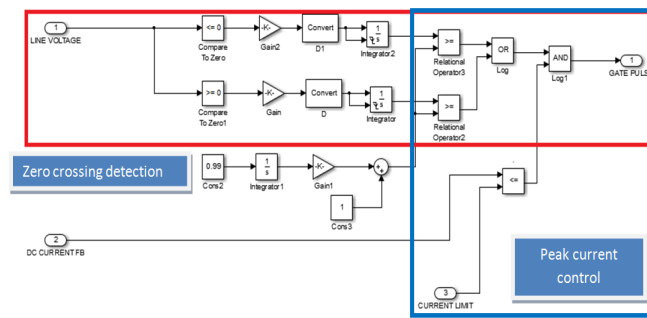 1
LINE VOLTAGE
<= 0
Compare
To Zero
-K-
Gain2
Convert
D1
1
s
Integrator2
>=
Relational
Operator3
OR
Log
AND
Log1
1
GATE PULS
>= 0
Compare
To Zero1
-K-
Gain
Convert
D
1
s
Integrator
>=
Relational
Operator2
Zero crossing detection
0.99
Cons2
1
s
Integrator1
-K-
Gain1
++
1
Cons3
<=
2
DC CURRENT FB
Peak current
control
3
CURRENT LIMIT